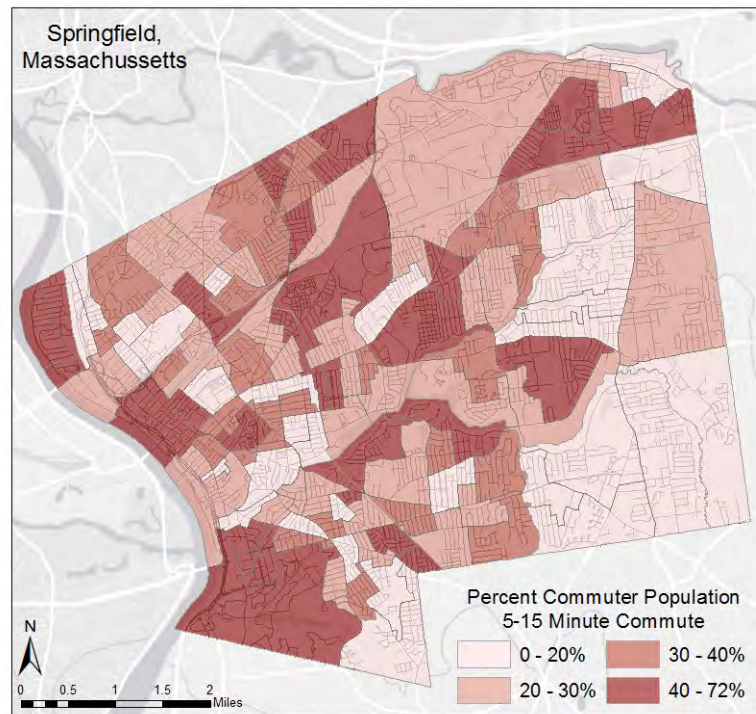 Springfield,
Massachussetts
Percent Commuter Population
5-15 Minute Commute
0 - 20%
30 - 40%
20 - 30%
40 - 72%
N
0 0.5 1 1.5 2
Miles